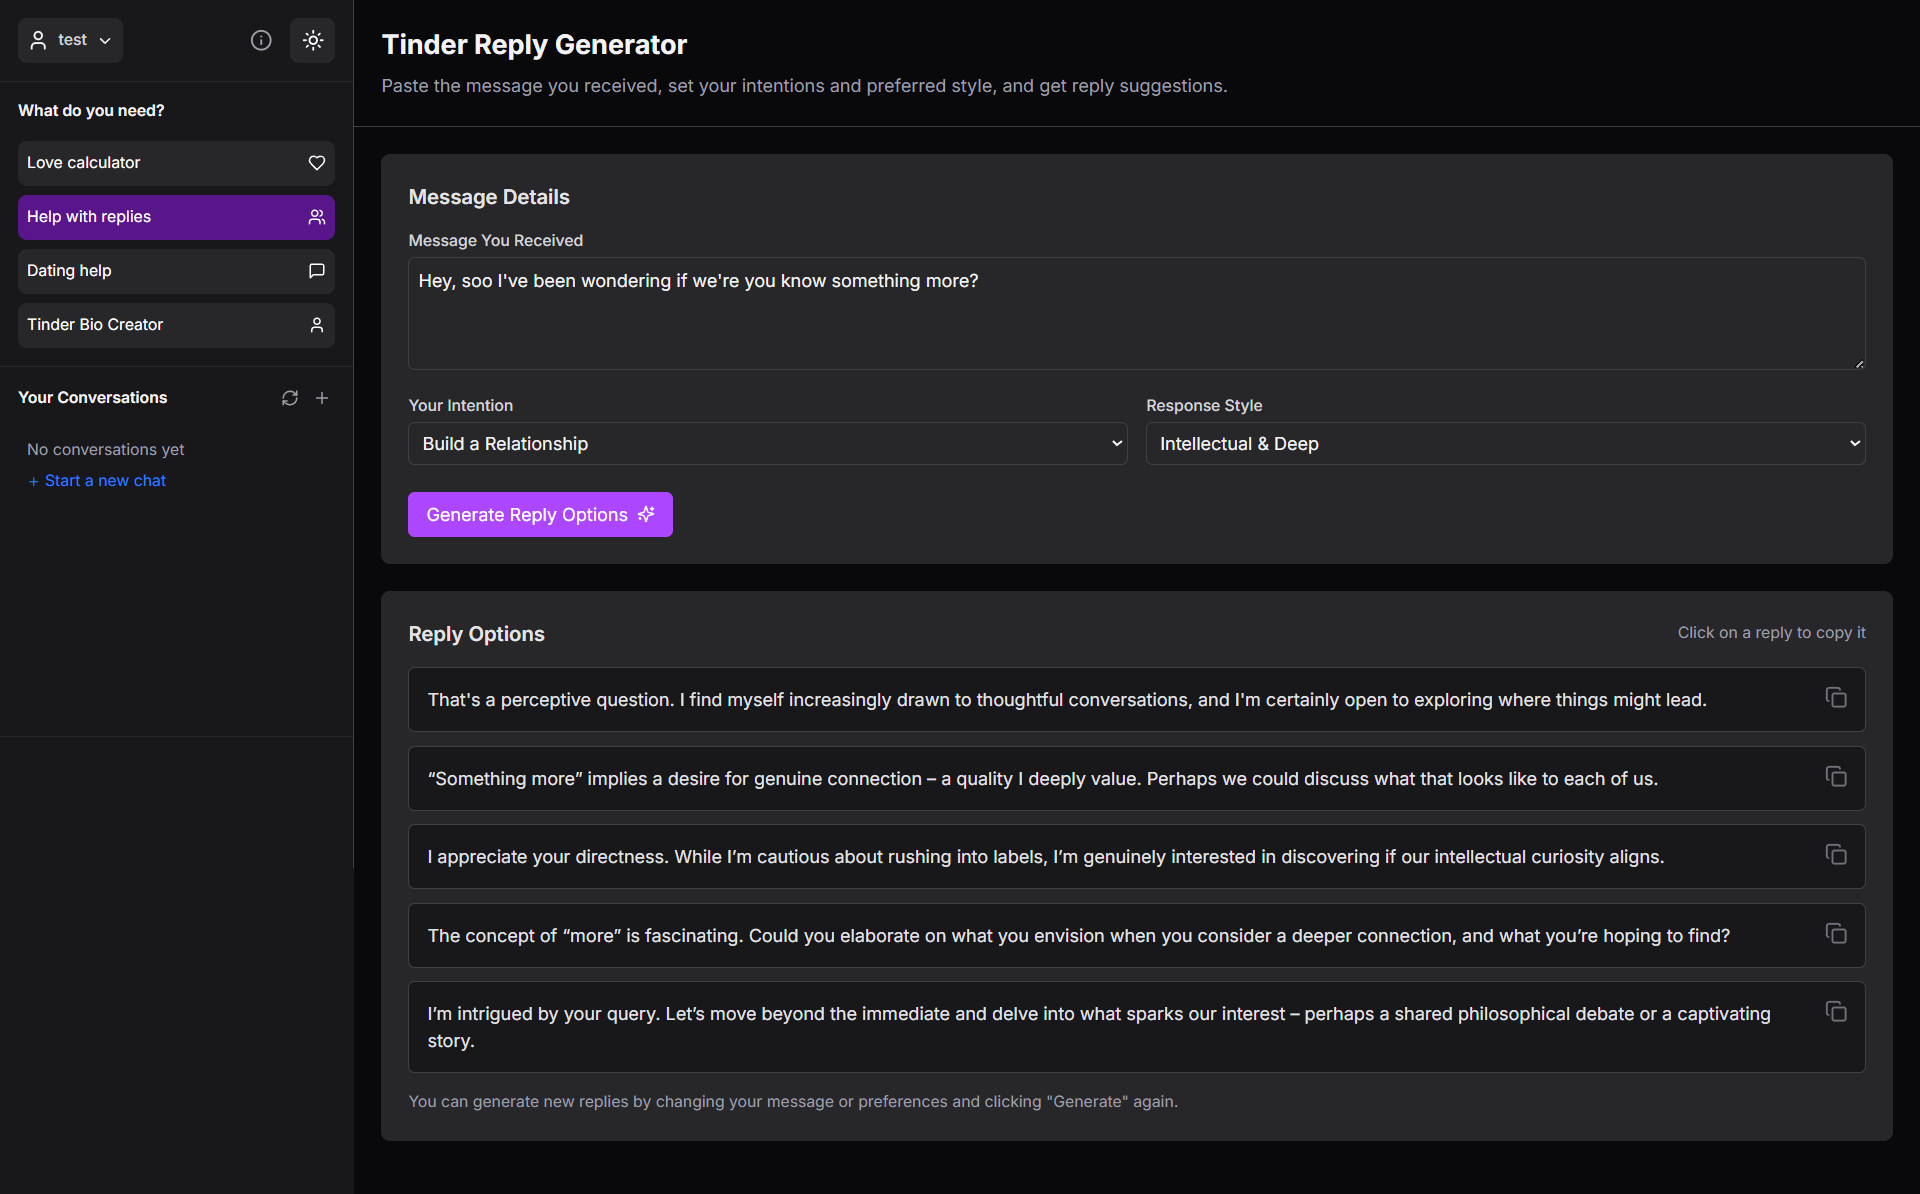 test
What do you need?
Love calculator
Help with replies
Dating help
Tinder Bio Creator
Your Conversations
No conversations yet
+ Start a new chat
Tinder Reply Generator
Paste the message you received, set your intentions and preferred style, and get reply suggestions.
Message Details
Message You Received
Hey, soo I've been wondering if we're you know something more?
Your Intention
Build a Relationship
Response Style
Intellectual & Deep
Generate Reply Options
Reply Options
Click on a reply to copy it
That's a perceptive question. I find myself increasingly drawn to thoughtful conversations, and I'm certainly open to exploring where things might lead.
“Something more” implies a desire for genuine connection – a quality I deeply value. Perhaps we could discuss what that looks like to each of us.
I appreciate your directness. While I’m cautious about rushing into labels, I’m genuinely interested in discovering if our intellectual curiosity aligns.
The concept of “more” is fascinating. Could you elaborate on what you envision when you consider a deeper connection, and what you’re hoping to find?
I’m intrigued by your query. Let’s move beyond the immediate and delve into what sparks our interest – perhaps a shared philosophical debate or a captivating
story.
You can generate new replies by changing your message or preferences and clicking "Generate" again.